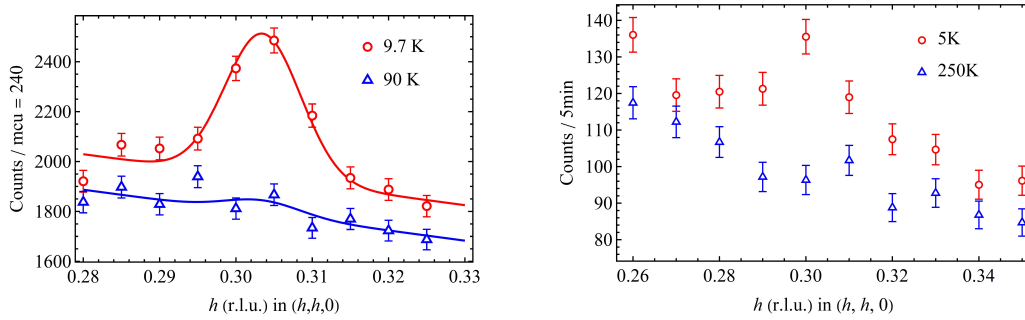 Counts / mcu = 240
2400
2200
2000
1800
1600
0.28
0.29
0.30
0.31
0.32
0.33
h (r.l.u.) in (h,h,0)
9.7 K
90 K
Counts / 5min
140
130
120
110
100
90
80
0.26
0.28
0.30
0.32
0.34
h (r.l.u.) in (h, h, 0)
5K
250K